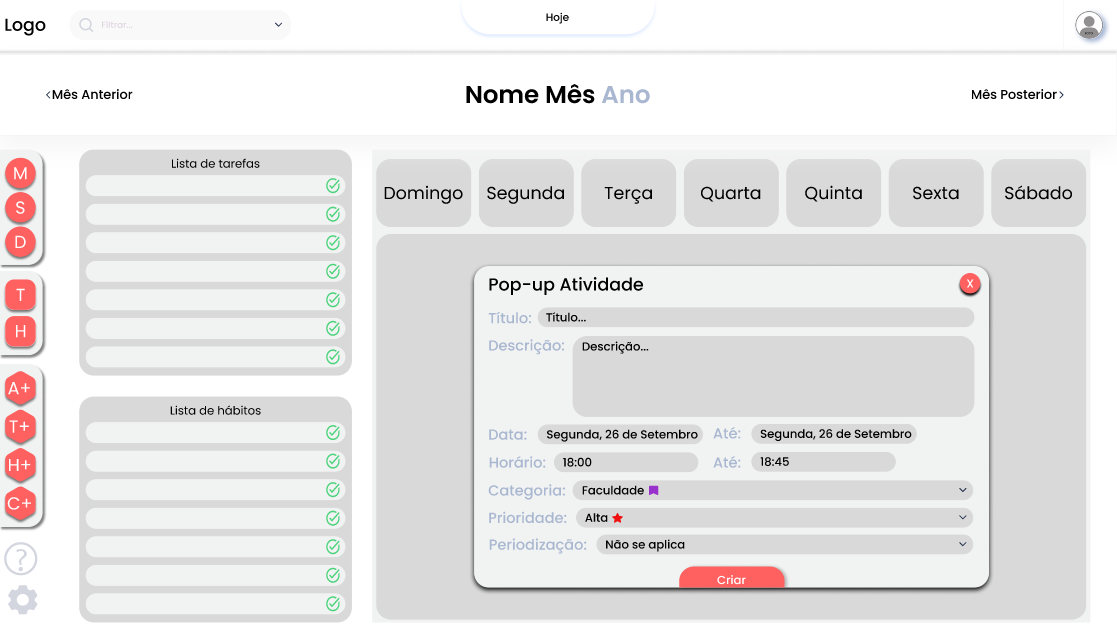 Logo
Filtrar...
Hoje
‹Mês Anterior
Nome Mês Ano
Mês Posterior›
M
S
D
T
H
A+
T+
H+
C+
?
Lista de tarefas
Lista de hábitos
Domingo Segunda Terça Quarta Quinta Sexta Sábado
Pop-up Atividade
X
Título: Título...
Descrição: Descrição...
Data: Segunda, 26 de Setembro Até: Segunda, 26 de Setembro
Horário: 18:00 Até: 18:45
Categoria: Faculdade
Prioridade: Alta
Periodização: Não se aplica
Criar